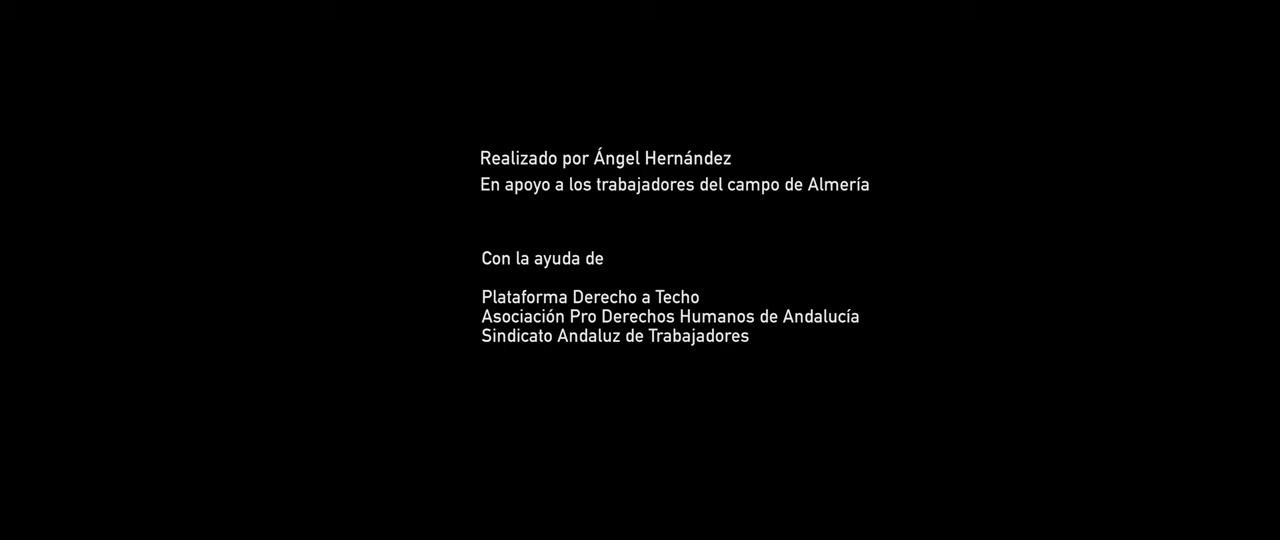 Realizado por Ángel Hernández
En apoyo a los trabajadores del campo de Almería
Con la ayuda de
Plataforma Derecho a Techo
Asociación Pro Derechos Humanos de Andalucía
Sindicato Andaluz de Trabajadores